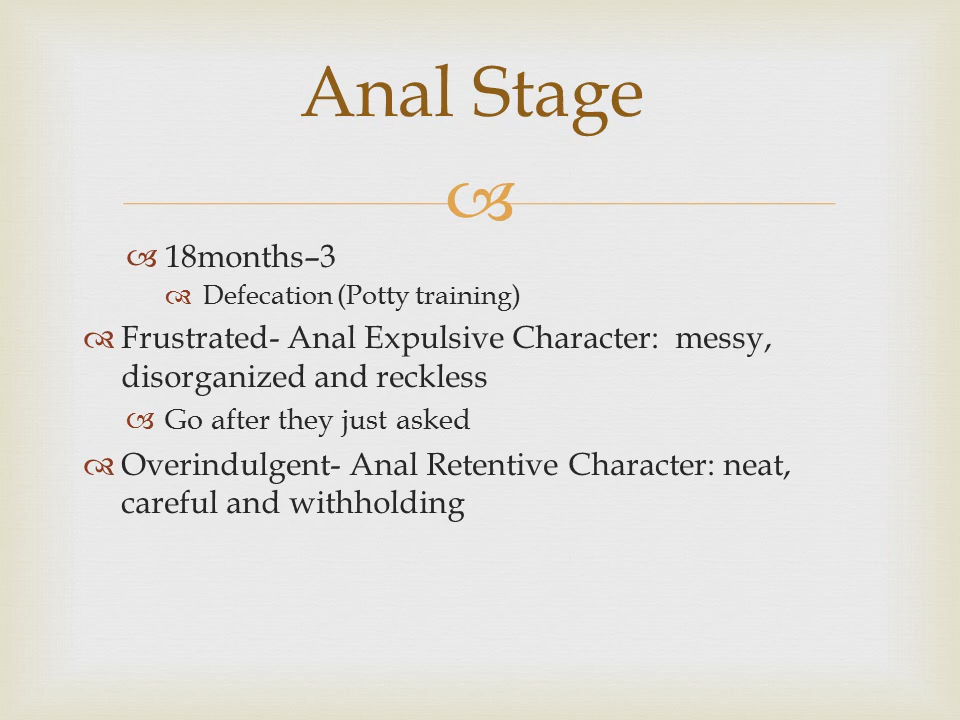 Anal Stage
18months–3
Defecation (Potty training)
Frustrated- Anal Expulsive Character:  messy,
disorganized and reckless
Go after they just asked
Overindulgent- Anal Retentive Character: neat,
careful and withholding